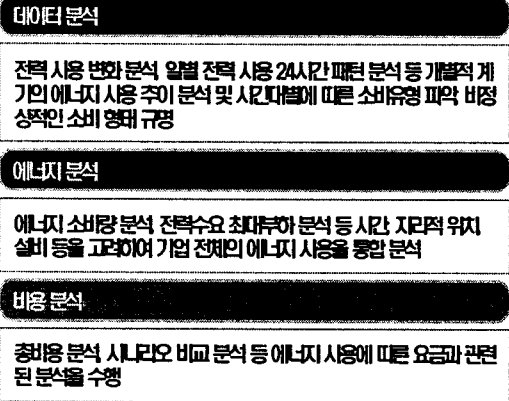 데이터 분석
전력 사용 변화 분석, 일별 전력 사용 24시간 패턴 분석 등 개별적 계
기의 에너지 사용 추이 분석 및 시간대별에 따른 소비유형 파악, 비정
상적인 소비 형태 규명
에너지 분석
에너지 소비량 분석, 전력수요 최대부하 분석 등 시간, 지리적 위치,
설비 등을 고려하여 기업 전체의 에너지 사용을 통합 분석
비용 분석
총비용 분석, 시나리오 비교 분석 등 에너지 사용에 따른 요금과 관련
된 분석을 수행